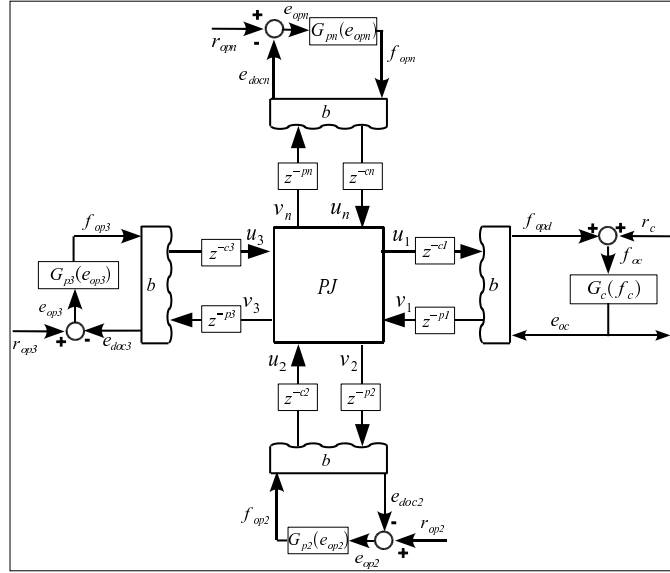 +
r_opn
-
e_opn
G_pn(e_opn)
f_opn
e_docn
b
z^-pn
z^-cn
v_n
u_n
f_op3
G_p3(e_op3)
e_op3
r_op3
+
-
e_doc3
b
u_3
z^-c3
v_3
z^-p3
PJ
u_1
z^-c1
v_1
z^-p1
b
f_opd
+
+
r_c
f_oc
G_c(f_c)
e_oc
u_2
v_2
z^-c2
z^-p2
b
f_op2
e_doc2
G_p2(e_op2)
e_op2
-
+
r_op2